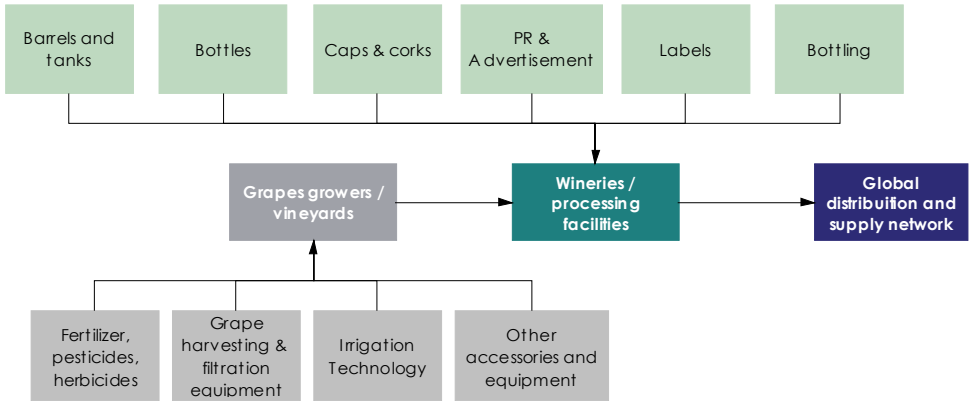 Barrels and
tanks
Bottles
Caps & corks
PR &
Advertisement
Labels
Bottling
Grapes growers /
vineyards
Wineries /
processing
facilities
Global
distribuition and
supply network
Fertilizer,
pesticides,
herbicides
Grape
harvesting &
filtration
equipment
Irrigation
Technology
Other
accessories and
equipment